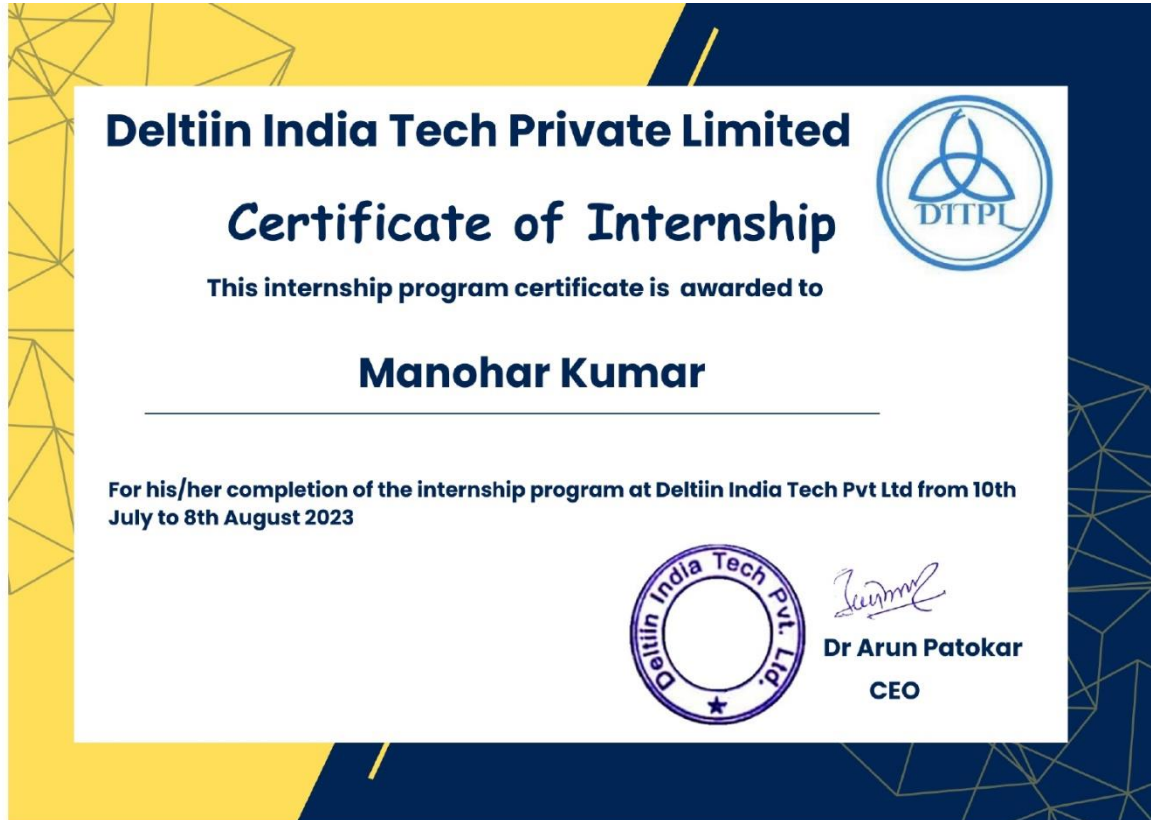 Deltiin India Tech Private Limited
DITPL
Certificate of Internship
This internship program certificate is awarded to
Manohar Kumar
For his/her completion of the internship program at Deltiin India Tech Pvt Ltd from 10th
July to 8th August 2023
Deltiin India Tech Pvt. Ltd.
Dr Arun Patokar
CEO